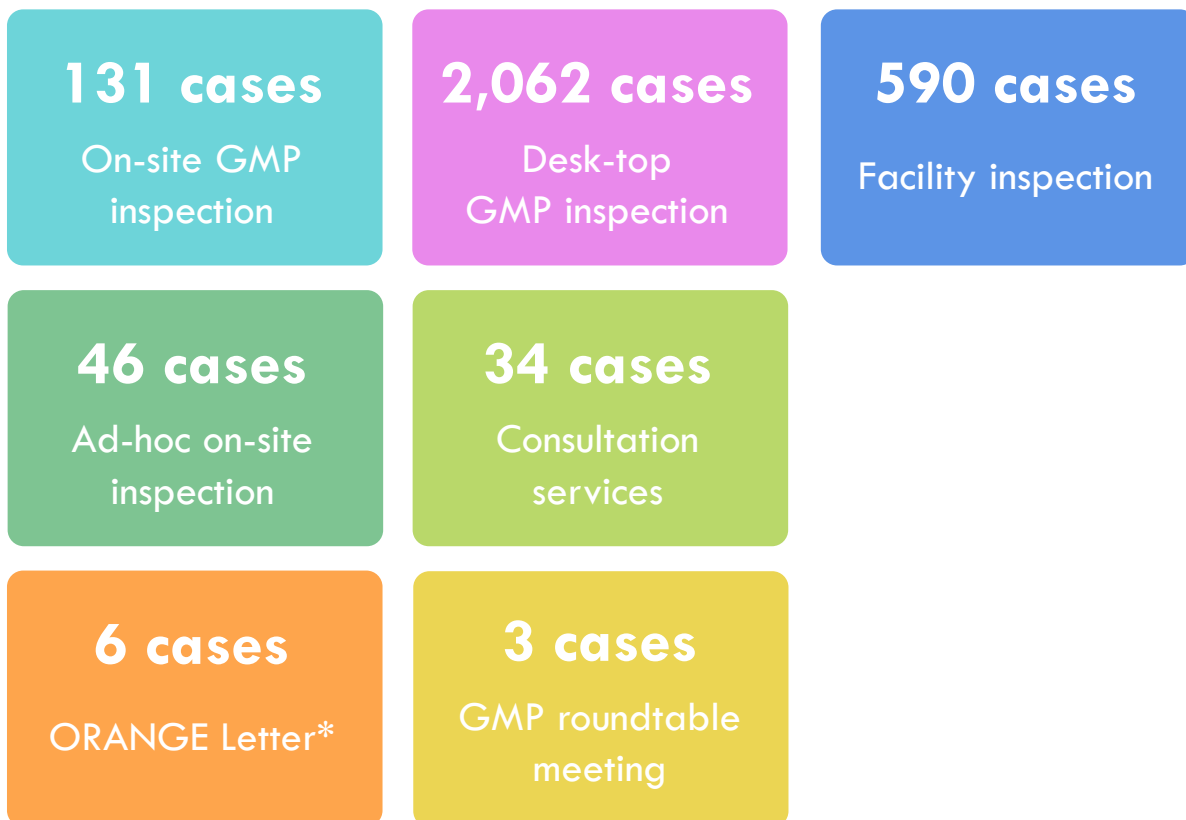 131 cases
On-site GMP
inspection
2,062 cases
Desk-top
GMP inspection
590 cases
Facility inspection
46 cases
Ad-hoc on-site
inspection
34 cases
Consultation
services
6 cases
ORANGE Letter*
3 cases
GMP roundtable
meeting